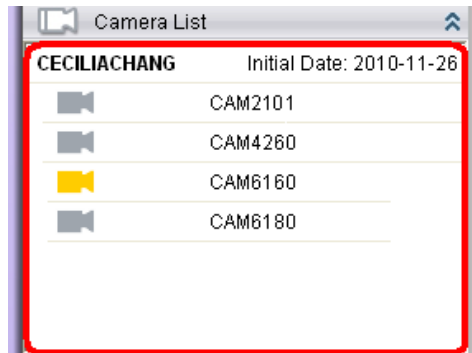 Camera List
CECILIACHANG Initial Date: 2010-11-26
CAM2101
CAM4260
CAM6160
CAM6180